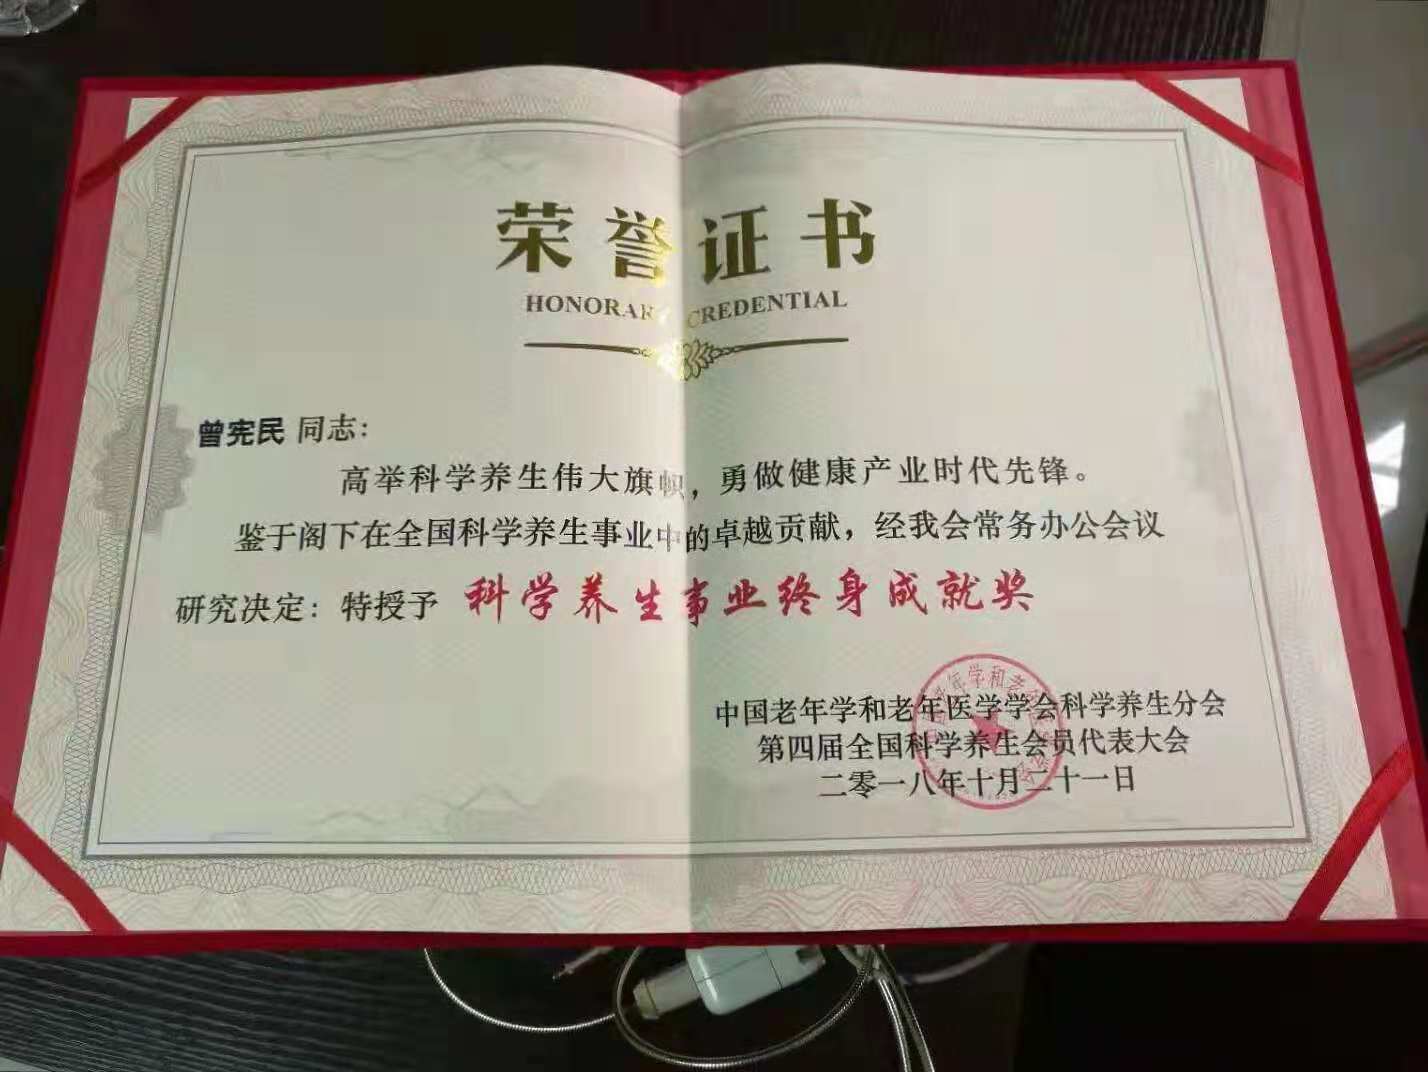 荣誉证书
HONORARY CREDENTIAL
曾宪民 同志：
高举科学养生伟大旗帜，勇做健康产业时代先锋。
鉴于阁下在全国科学养生事业中的卓越贡献，经我会常务办公会议
研究决定：特授予 科学养生事业终身成就奖
中国老年学和老年医学学会科学养生分会
第四届全国科学养生会员代表大会
二零一八年十月二十一日